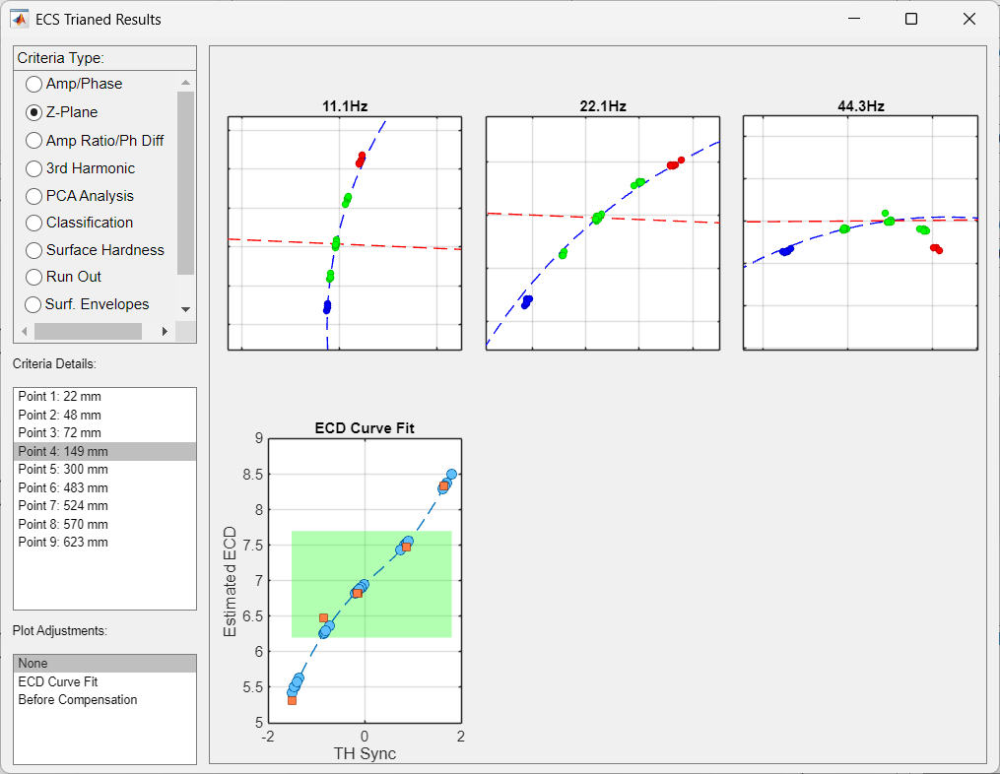 ECS Trianed Results
Criteria Type:
Amp/Phase
Z-Plane
Amp Ratio/Ph Diff
3rd Harmonic
PCA Analysis
Classification
Surface Hardness
Run Out
Surf. Envelopes
Criteria Details:
Point 1: 22 mm
Point 2: 48 mm
Point 3: 72 mm
Point 4: 149 mm
Point 5: 300 mm
Point 6: 483 mm
Point 7: 524 mm
Point 8: 570 mm
Point 9: 623 mm
Plot Adjustments:
None
ECD Curve Fit
Before Compensation
11.1Hz
22.1Hz
44.3Hz
ECD Curve Fit
Estimated ECD
9
8.5
8
7.5
7
6.5
6
5.5
5
-2
0
2
TH Sync